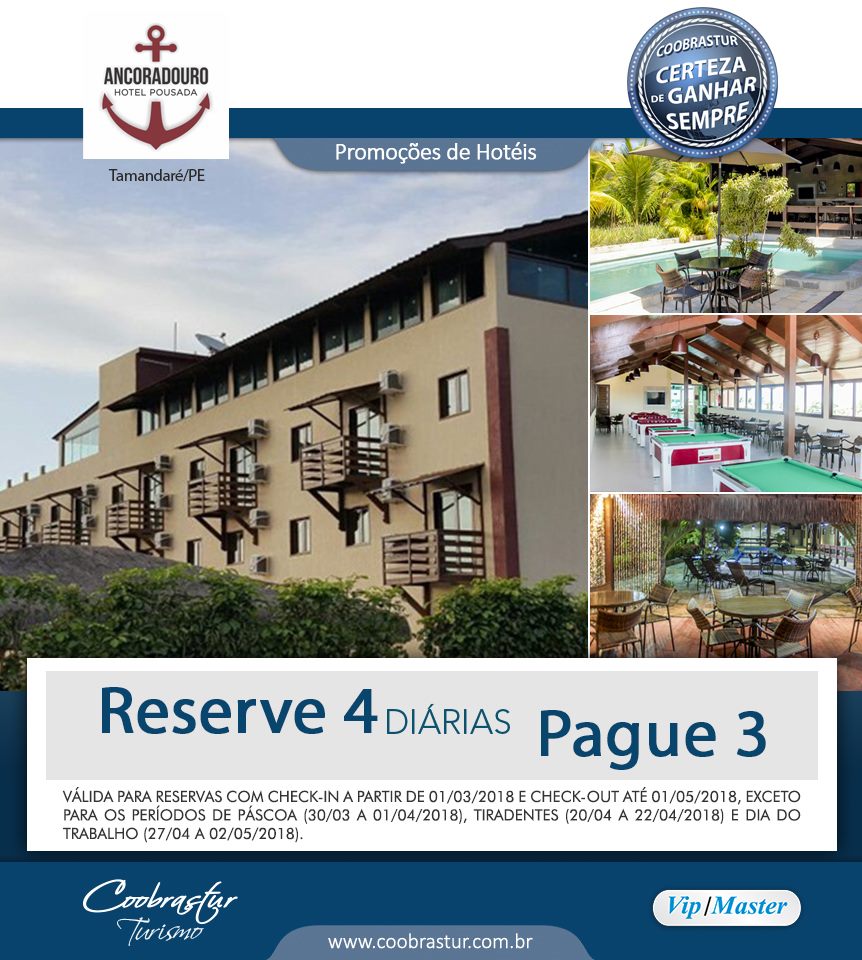 ANCORADOURO
HOTEL POUSADA
Tamandaré/PE
COOBRASTUR
CERTEZA
DE GANHAR
SEMPRE
Promoções de Hotéis
Reserve 4 DIÁRIAS Pague 3
VÁLIDA PARA RESERVAS COM CHECK-IN A PARTIR DE 01/03/2018 E CHECK-OUT ATÉ 01/05/2018, EXCETO
PARA OS PERÍODOS DE PÁSCOA (30/03 A 01/04/2018), TIRADENTES (20/04 A 22/04/2018) E DIA DO
TRABALHO (27/04 A 02/05/2018).
Coobrastur
Turismo
Vip/Master
www.coobrastur.com.br